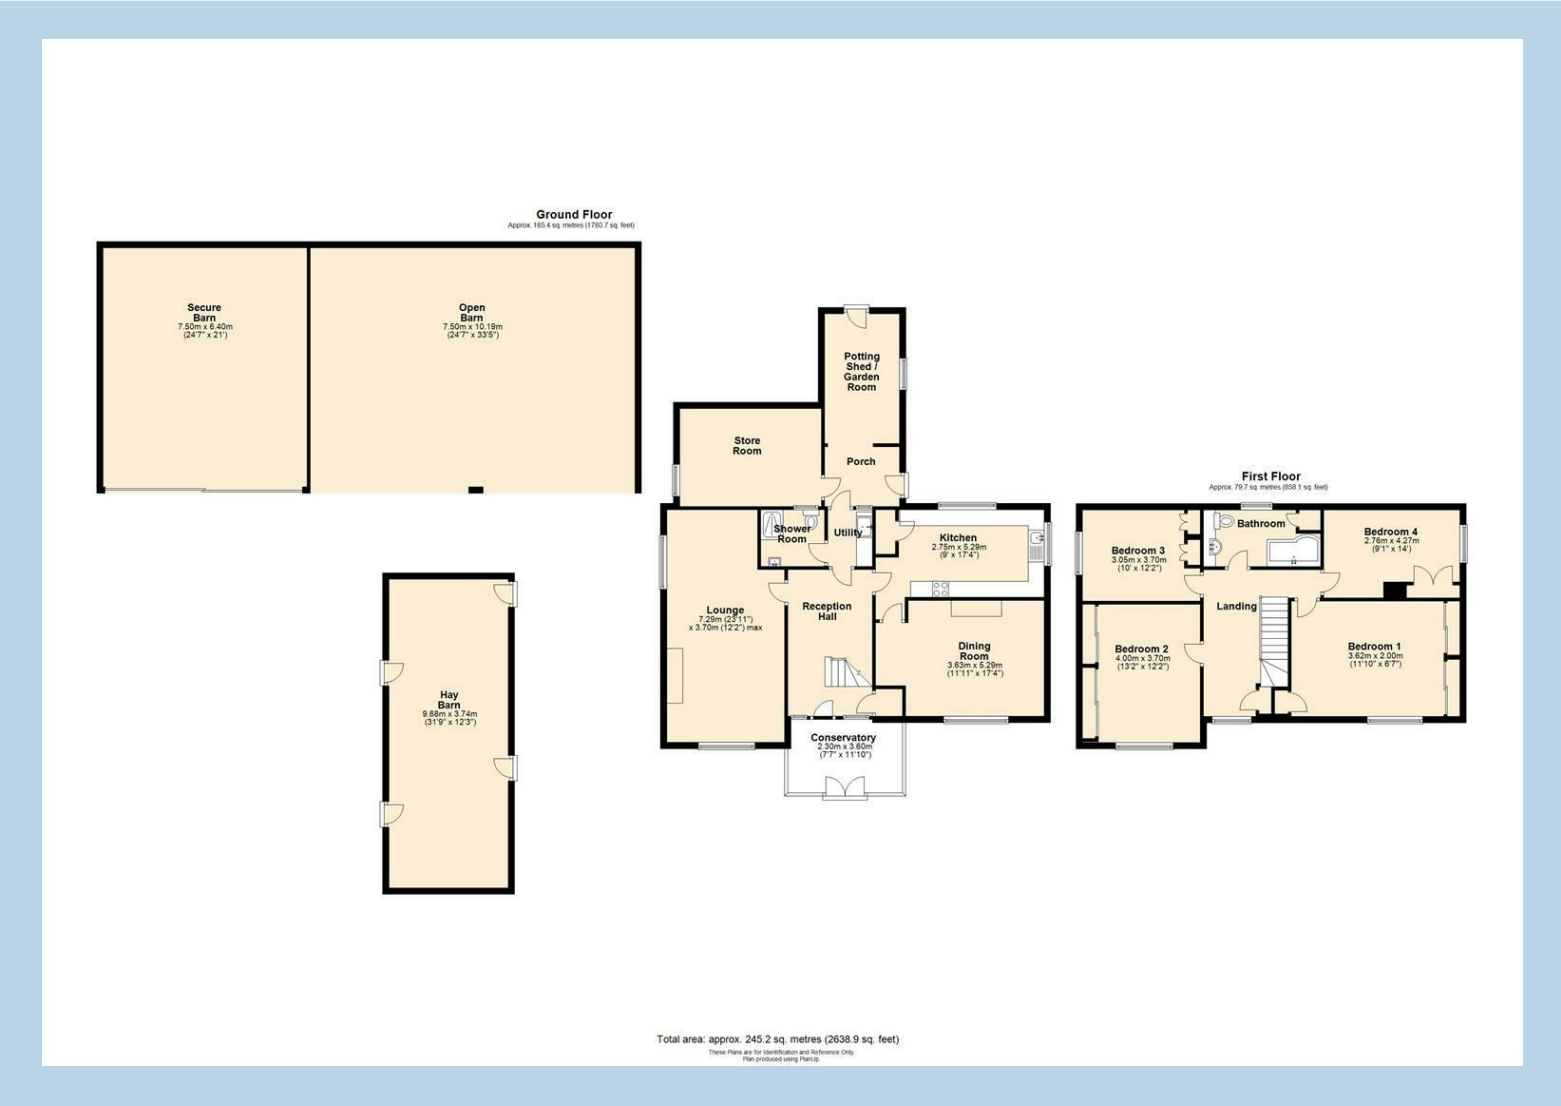 Ground Floor
Approx. 165.4 sq. metres (1780.7 sq. feet)
Secure
Barn
7.50m x 6.40m
(24'7" x 21')
Open
Barn
7.50m x 10.19m
(24'7" x 33'5")
Potting
Shed /
Garden
Room
Store
Room
Porch
Shower
Room
Utility
Kitchen
2.75m x 5.29m
(9' x 17'4")
Lounge
7.29m (23'11")
x 3.70m (12'2") max
Reception
Hall
Dining
Room
3.63m x 5.29m
(11'11" x 17'4")
Conservatory
2.30m x 3.60m
(7'7" x 11'10")
Hay
Barn
9.68m x 3.74m
(31'9" x 12'3")
First Floor
Approx. 79.7 sq. metres (858.1 sq. feet)
Bathroom
Bedroom 4
2.76m x 4.27m
(9'1" x 14')
Bedroom 3
3.05m x 3.70m
(10' x 12'2")
Landing
Bedroom 2
4.00m x 3.70m
(13'2" x 12'2")
Bedroom 1
3.62m x 2.00m
(11'10" x 6'7")
Total area: approx. 245.2 sq. metres (2638.9 sq. feet)
These Plans are for Identification and Reference Only.
Plan produced using PlanUp.